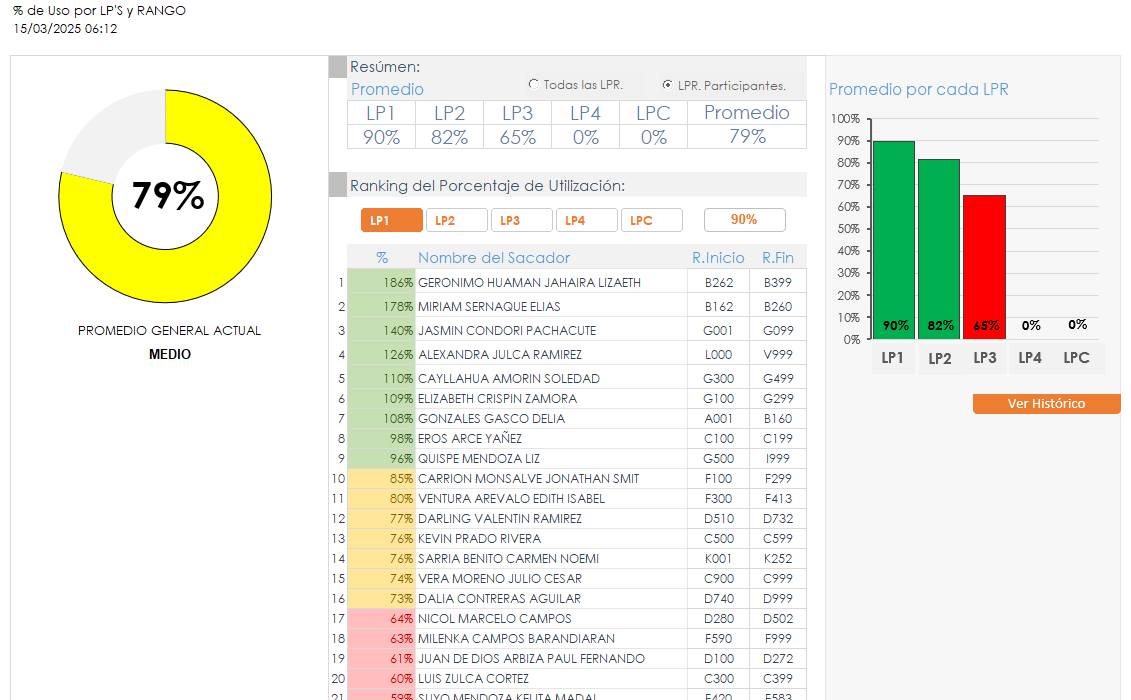 % de Uso por LP'S y RANGO
15/03/2025 06:12
79%
PROMEDIO GENERAL ACTUAL
MEDIO
Resúmen:
Promedio
Todas las LPR.
LPR. Participantes.
LP1 LP2 LP3 LP4 LPC Promedio
90% 82% 65% 0% 0% 79%
Ranking del Porcentaje de Utilización:
LP1 LP2 LP3 LP4 LPC 90%
% Nombre del Sacador R.Inicio R.Fin
1 186% GERONIMO HUAMAN JAHAIRA LIZAETH B262 B399
2 178% MIRIAM SERNAQUE ELIAS B162 B260
3 140% JASMIN CONDORI PACHACUTE G001 G099
4 126% ALEXANDRA JULCA RAMIREZ L000 V999
5 110% CAYLLAHUA AMORIN SOLEDAD G300 G499
6 109% ELIZABETH CRISPIN ZAMORA G100 G299
7 108% GONZALES GASCO DELIA A001 B160
8 98% EROS ARCE YAÑEZ C100 C199
9 96% QUISPE MENDOZA LIZ G500 I999
10 85% CARRION MONSALVE JONATHAN SMIT F100 F299
11 80% VENTURA AREVALO EDITH ISABEL F300 F413
12 77% DARLING VALENTIN RAMIREZ D510 D732
13 76% KEVIN PRADO RIVERA C500 C599
14 76% SARRIA BENITO CARMEN NOEMI K001 K252
15 74% VERA MORENO JULIO CESAR C900 C999
16 73% DALIA CONTRERAS AGUILAR D740 D999
17 64% NICOL MARCELO CAMPOS D280 D502
18 63% MILENKA CAMPOS BARANDIARAN F590 F999
19 61% JUAN DE DIOS ARBIZA PAUL FERNANDO D100 D272
20 60% LUIS ZULCA CORTEZ C300 C399
21 59% SUYO MENDOZA KEUTA MADAI F420 F583
Promedio por cada LPR
100%
90%
80%
70%
60%
50%
40%
30%
20%
10%
0%
90% 82% 65% 0% 0%
LP1 LP2 LP3 LP4 LPC
Ver Histórico